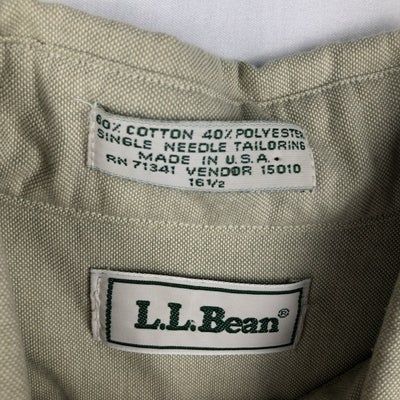 60% COTTON 40% POLYESTER
SINGLE NEEDLE TAILORING
MADE IN U.S.A.
RN 71341 VENDOR 15010
16 1/2
L.L.Bean®